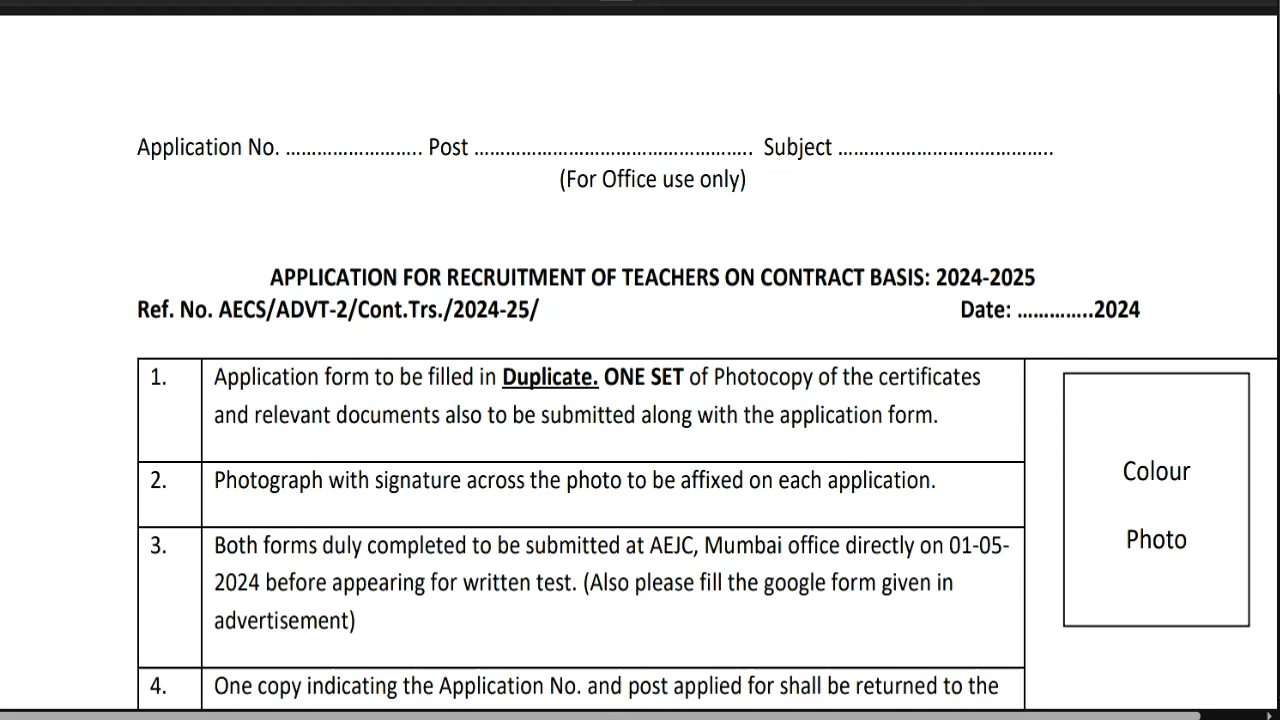 Application No. …………………….. Post …………………………………………….. Subject …………………………………..
(For Office use only)
APPLICATION FOR RECRUITMENT OF TEACHERS ON CONTRACT BASIS: 2024-2025
Ref. No. AECS/ADVT-2/Cont.Trs./2024-25/ Date: …………..2024
1. Application form to be filled in Duplicate. ONE SET of Photocopy of the certificates
and relevant documents also to be submitted along with the application form.
2. Photograph with signature across the photo to be affixed on each application.
3. Both forms duly completed to be submitted at AEJC, Mumbai office directly on 01-05-
2024 before appearing for written test. (Also please fill the google form given in
advertisement)
4. One copy indicating the Application No. and post applied for shall be returned to the
Colour
Photo